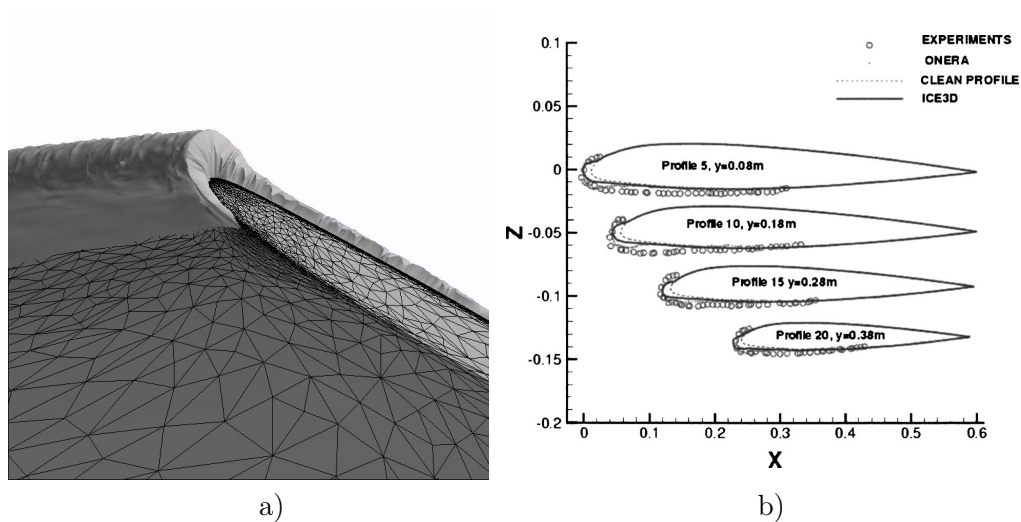 EXPERIMENTS
ONERA
CLEAN PROFILE
ICE3D
0.1
0.05
0
-0.05
-0.1
-0.15
-0.2
Z
Profile 5, y=0.08m
Profile 10, y=0.18m
Profile 15 y=0.28m
Profile 20, y=0.38m
0 0.1 0.2 0.3 0.4 0.5 0.6
X
a) b)